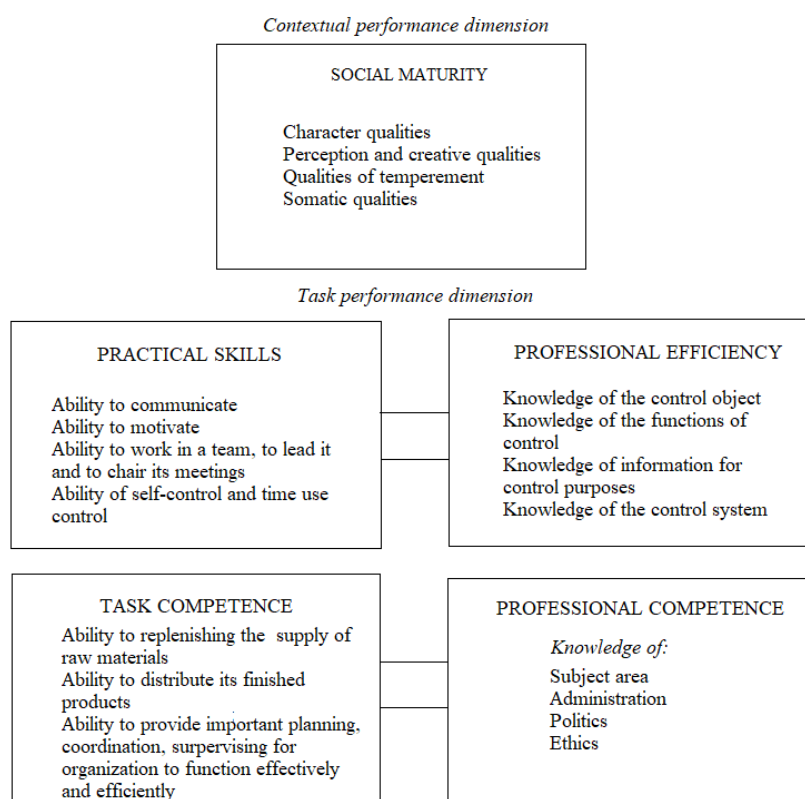 Contextual performance dimension
SOCIAL MATURITY
Character qualities
Perception and creative qualities
Qualities of temperement
Somatic qualities
Task performance dimension
PRACTICAL SKILLS
Ability to communicate
Ability to motivate
Ability to work in a team, to lead it
and to chair its meetings
Ability of self-control and time use
control
PROFESSIONAL EFFICIENCY
Knowledge of the control object
Knowledge of the functions of
control
Knowledge of information for
control purposes
Knowledge of the control system
TASK COMPETENCE
Ability to replenishing the supply of
raw materials
Ability to distribute its finished
products
Ability to provide important planning,
coordination, surpervising for
organization to function effectively
and efficiently
PROFESSIONAL COMPETENCE
Knowledge of:
Subject area
Administration
Politics
Ethics